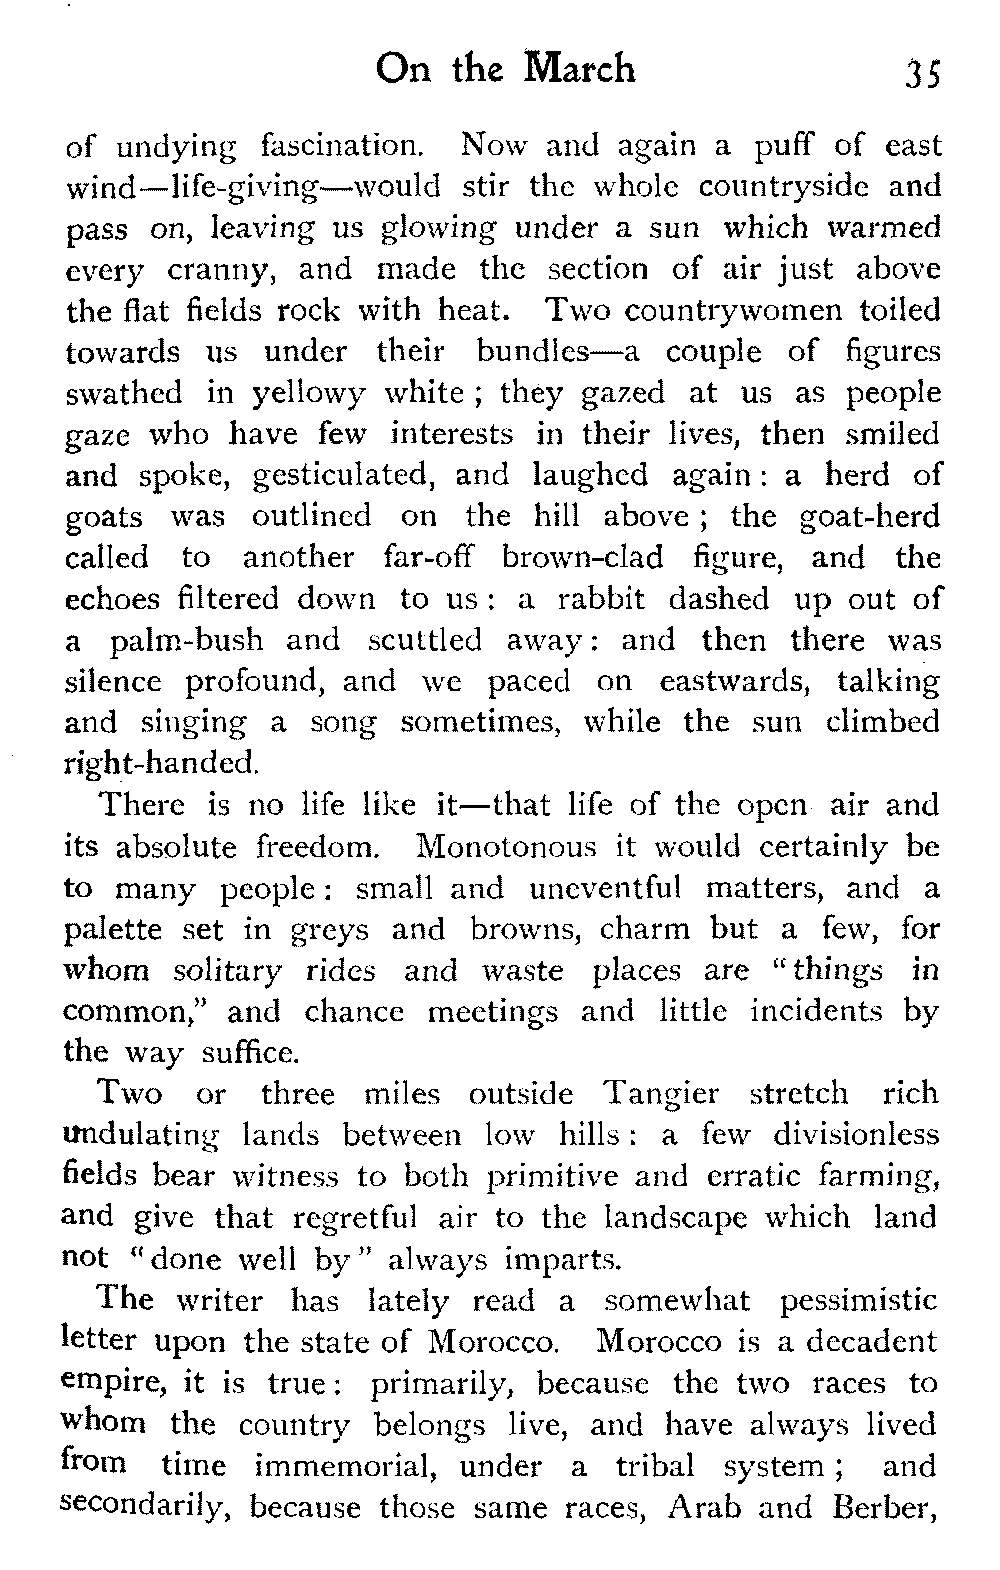 On the March 35
of undying fascination. Now and again a puff of east
wind—life-giving—would stir the whole countryside and
pass on, leaving us glowing under a sun which warmed
every cranny, and made the section of air just above
the flat fields rock with heat. Two countrywomen toiled
towards us under their bundles—a couple of figures
swathed in yellowy white ; they gazed at us as people
gaze who have few interests in their lives, then smiled
and spoke, gesticulated, and laughed again : a herd of
goats was outlined on the hill above ; the goat-herd
called to another far-off brown-clad figure, and the
echoes filtered down to us : a rabbit dashed up out of
a palm-bush and scuttled away : and then there was
silence profound, and we paced on eastwards, talking
and singing a song sometimes, while the sun climbed
right-handed.
There is no life like it—that life of the open air and
its absolute freedom. Monotonous it would certainly be
to many people : small and uneventful matters, and a
palette set in greys and browns, charm but a few, for
whom solitary rides and waste places are “things in
common,” and chance meetings and little incidents by
the way suffice.
Two or three miles outside Tangier stretch rich
undulating lands between low hills : a few divisionless
fields bear witness to both primitive and erratic farming,
and give that regretful air to the landscape which land
not “done well by” always imparts.
The writer has lately read a somewhat pessimistic
letter upon the state of Morocco. Morocco is a decadent
empire, it is true : primarily, because the two races to
whom the country belongs live, and have always lived
from time immemorial, under a tribal system ; and
secondarily, because those same races, Arab and Berber,